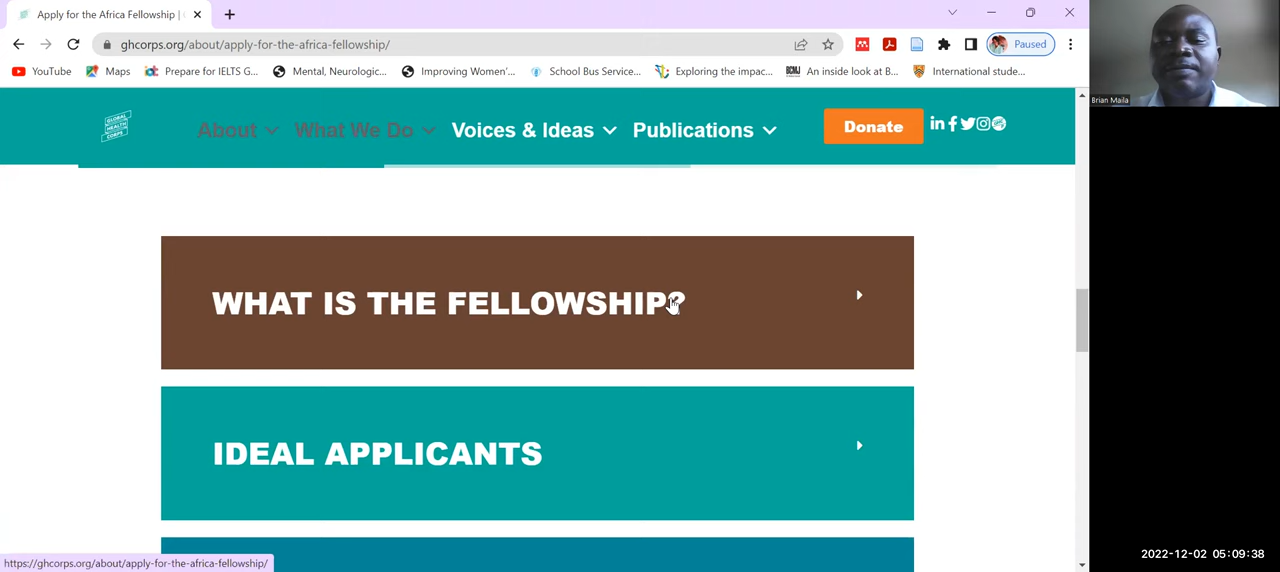 Apply for the Africa Fellowship |
ghcorps.org/about/apply-for-the-africa-fellowship/
Paused
YouTube
Maps
Prepare for IELTS G...
Mental, Neurologic...
Improving Women'...
School Bus Service...
Exploring the impac...
An inside look at B...
International stude...
Brian Maila
GLOBAL
HEALTH
CORPS
About
What We Do
Voices & Ideas
Publications
Donate
WHAT IS THE FELLOWSHIP?
IDEAL APPLICANTS
https://ghcorps.org/about/apply-for-the-africa-fellowship/
2022-12-02 05:09:38